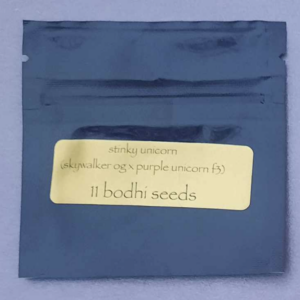 stinky unicorn
(skywalker og x purple unicorn f3)
11 bodhi seeds